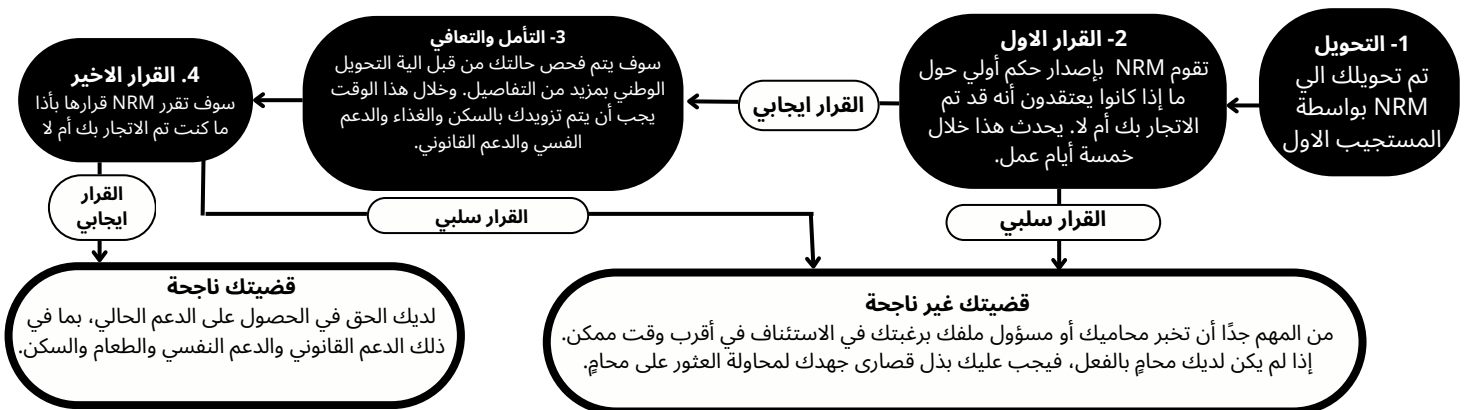 1- التحويل
تم تحويلك الي
NRM بواسطة
المستجيب الاول
2- القرار الاول
تقوم NRM بإصدار حكم أولي حول
ما إذا كانوا يعتقدون أنه قد تم
الاتجار بك أم لا. يحدث هذا خلال
خمسة أيام عمل.
القرار ايجابي
3- التأمل والتعافي
سوف يتم فحص حالتك من قبل الية التحويل
الوطني بمزيد من التفاصيل. وخلال هذا الوقت
يجب أن يتم تزويدك بالسكن والغذاء والدعم
الفسي والدعم القانوني.
4. القرار الاخير
سوف تقرر NRM قرارها بأذا
ما كنت تم الاتجار بك أم لا
القرار سلبي
القرار سلبي
القرار
ايجابي
قضيتك غير ناجحة
من المهم جدًا أن تخبر محاميك أو مسؤول ملفك برغبتك في الاستئناف في أقرب وقت ممكن.
إذا لم يكن لديك محامٍ بالفعل، فيجب عليك بذل قصارى جهدك لمحاولة العثور على محامٍ.
قضيتك ناجحة
لديك الحق في الحصول على الدعم الحالي، بما في
ذلك الدعم القانوني والدعم النفسي والطعام والسكن.